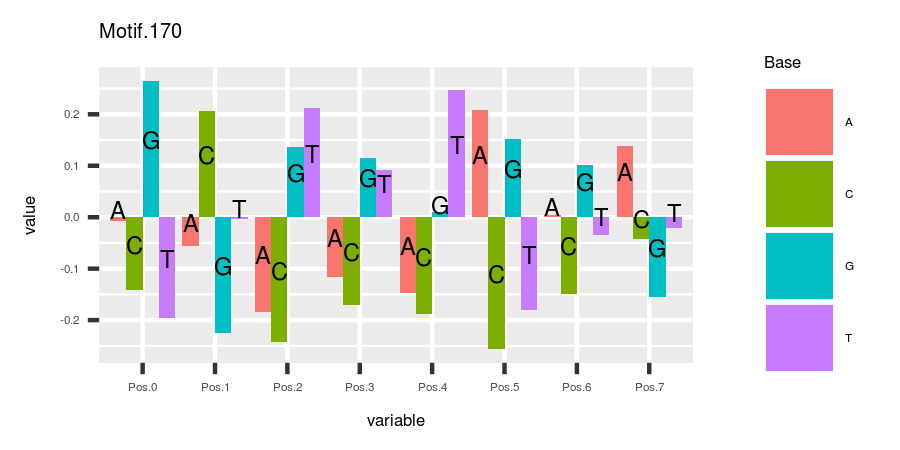 Motif.170
Base
A
C
G
T
value
0.2
0.1
0.0
-0.1
-0.2
A C G T
A C G T
A C G T
A C G T
A C G T
A C G T
A C G T
A C G T
Pos.0 Pos.1 Pos.2 Pos.3 Pos.4 Pos.5 Pos.6 Pos.7
variable